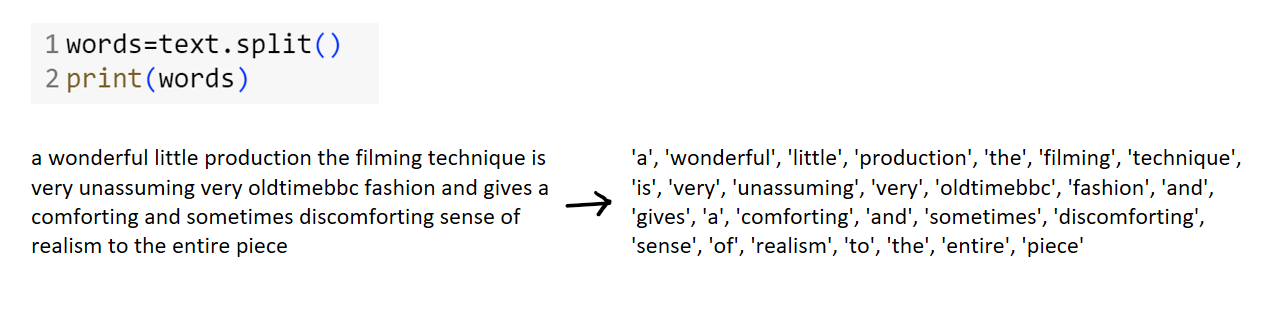 1 words=text.split()
2 print(words)
a wonderful little production the filming technique is
very unassuming very oldtimebbc fashion and gives a
comforting and sometimes discomforting sense of
realism to the entire piece
'a', 'wonderful', 'little', 'production', 'the', 'filming', 'technique',
'is', 'very', 'unassuming', 'very', 'oldtimebbc', 'fashion', 'and',
'gives', 'a', 'comforting', 'and', 'sometimes', 'discomforting',
'sense', 'of', 'realism', 'to', 'the', 'entire', 'piece'